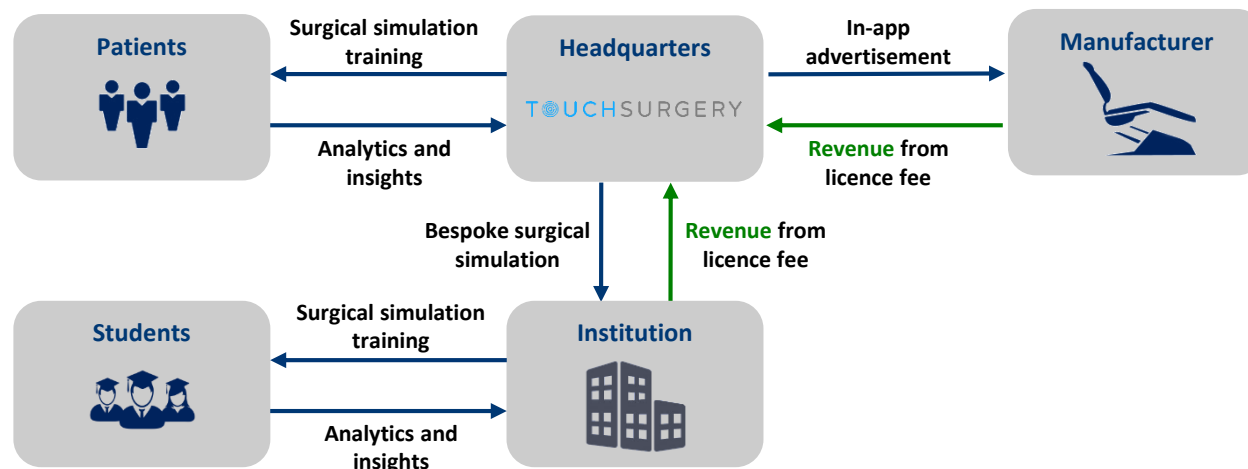 Patients
Surgical simulation
training
Analytics and
insights
Headquarters
TOUCHSURGERY
In-app
advertisement
Revenue from
licence fee
Manufacturer
Bespoke surgical
simulation
Revenue from
licence fee
Students
Surgical simulation
training
Analytics and
insights
Institution